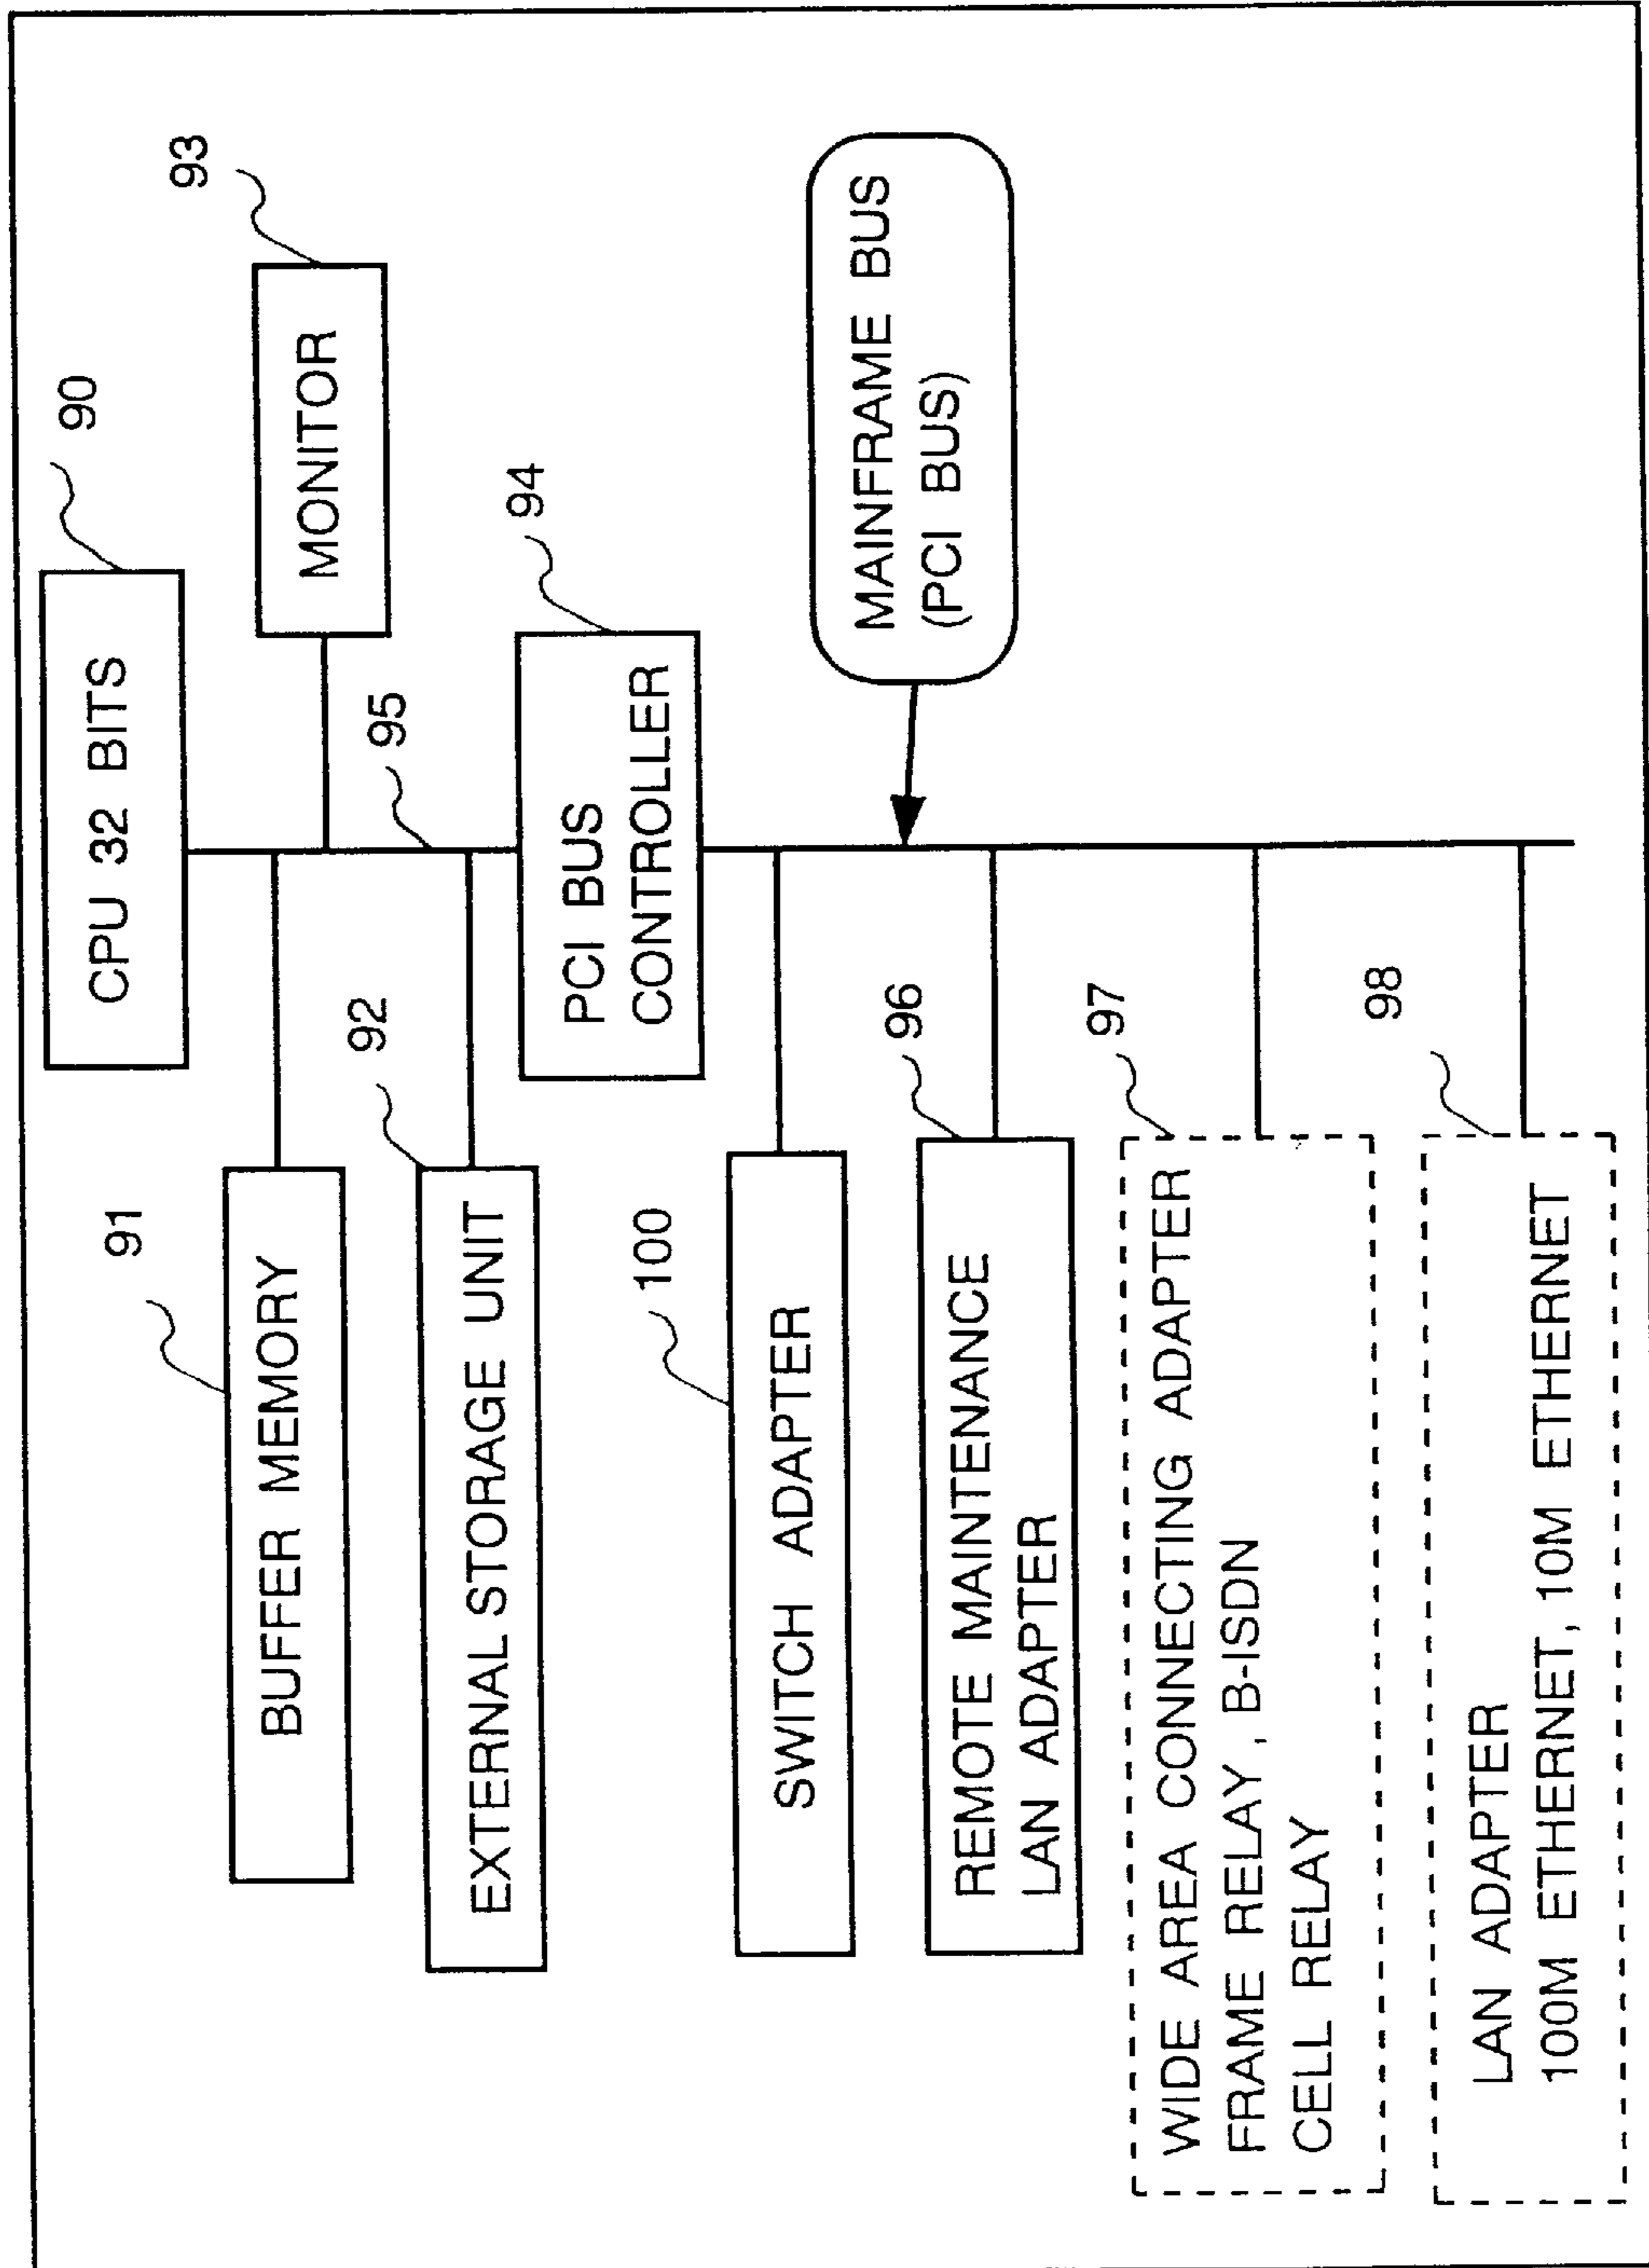 90
CPU 32 BITS
93
MONITOR
91
BUFFER MEMORY
92
EXTERNAL STORAGE UNIT
95
94
PCI BUS
CONTROLLER
100
SWITCH ADAPTER
MAINFRAME BUS
(PCI BUS)
96
REMOTE MAINTENANCE
LAN ADAPTER
97
WIDE AREA CONNECTING ADAPTER
FRAME RELAY, B-ISDN
CELL RELAY
98
LAN ADAPTER
100M ETHERNET, 10M ETHERNET